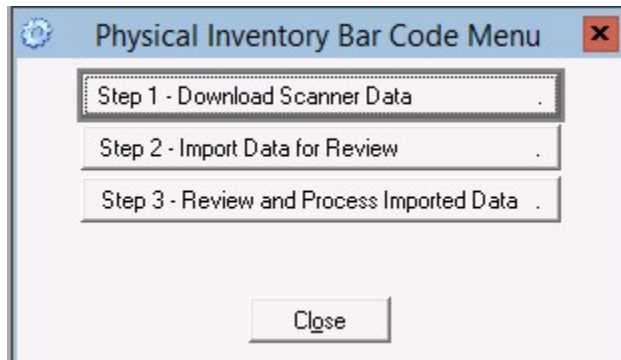 Physical Inventory Bar Code Menu
Step 1 - Download Scanner Data .
Step 2 - Import Data for Review .
Step 3 - Review and Process Imported Data .
Close